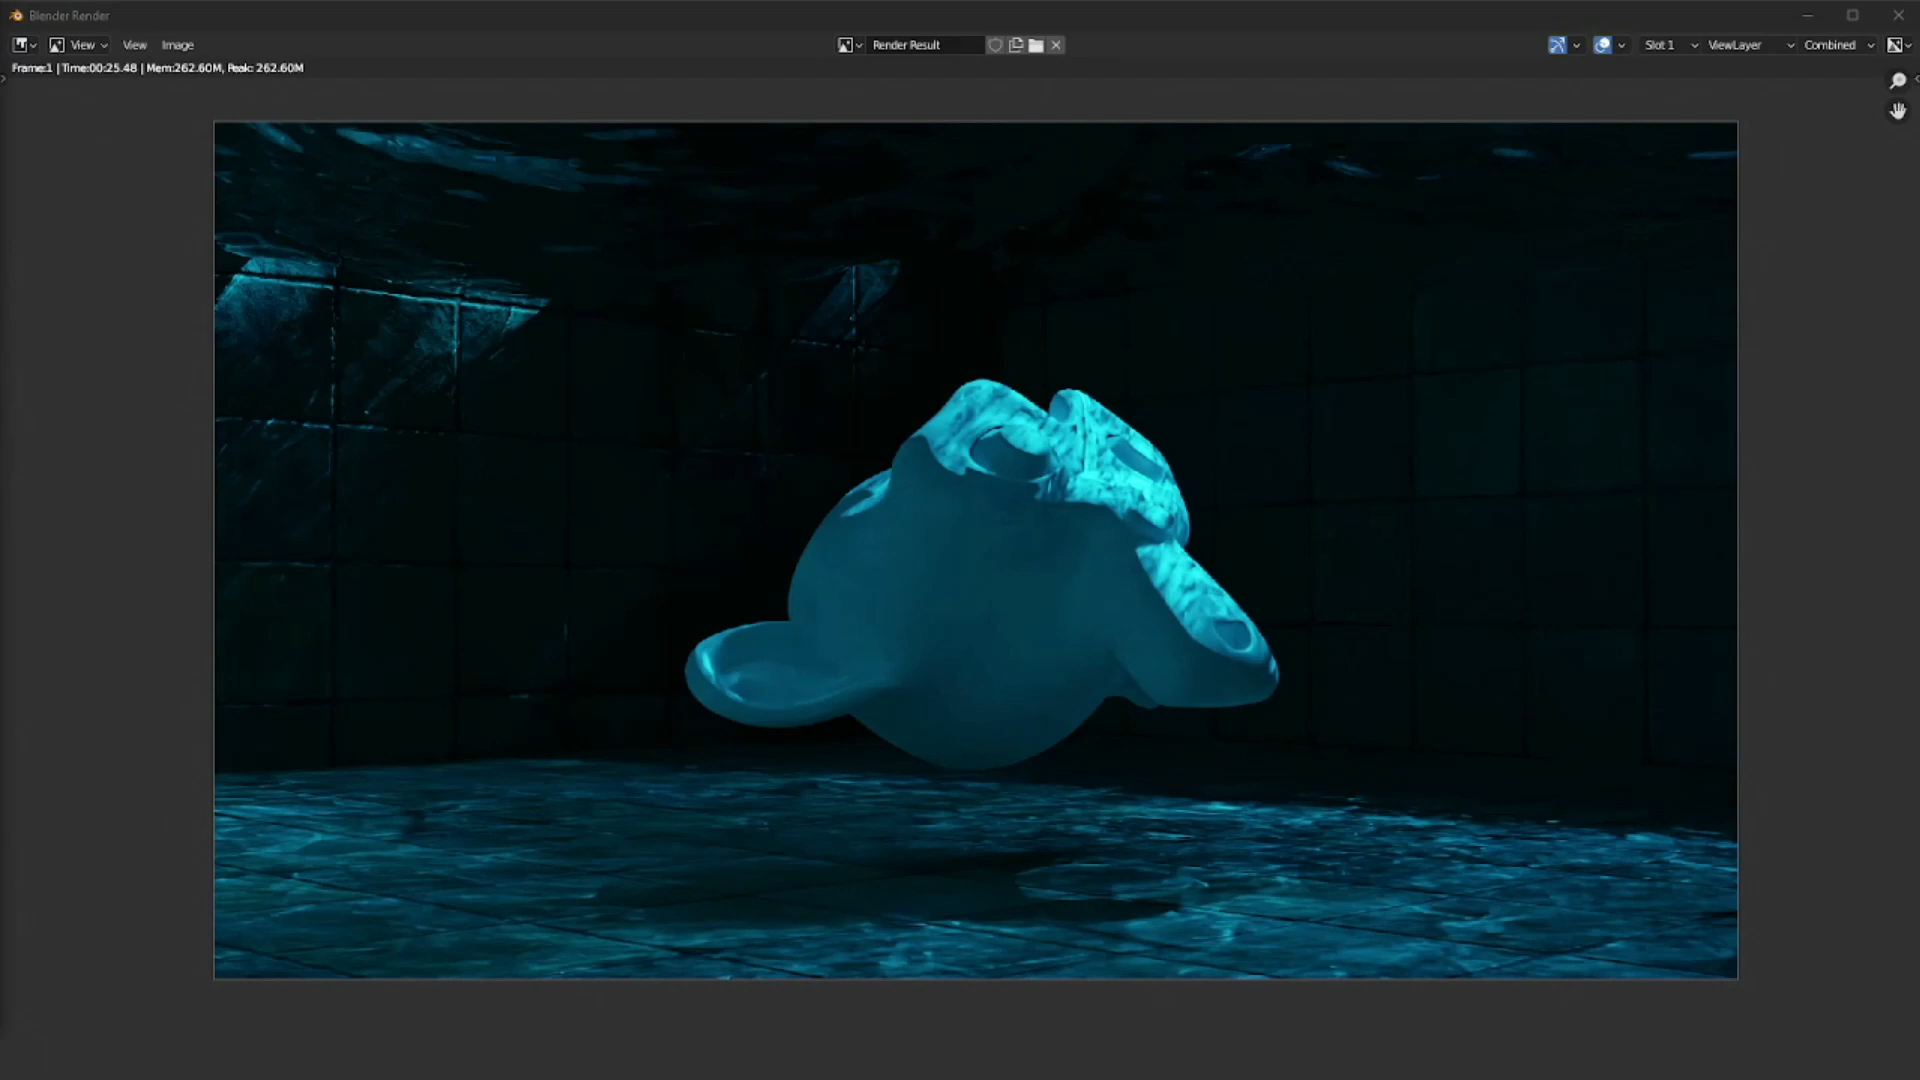 Blender Render
View View Image Render Result Slot 1 ViewLayer Combined
Frame:1 | Time:00:25.48 | Mem:262.60M, Peak: 262.60M